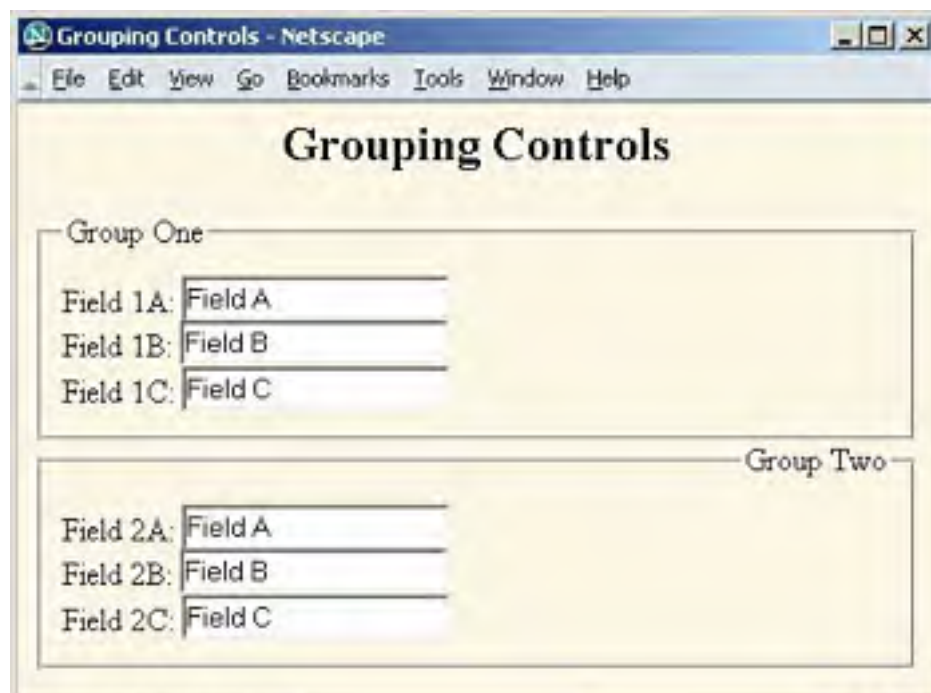 Grouping Controls - Netscape
File Edit View Go Bookmarks Tools Window Help
Grouping Controls
Group One
Field 1A: Field A
Field 1B: Field B
Field 1C: Field C
Group Two
Field 2A: Field A
Field 2B: Field B
Field 2C: Field C